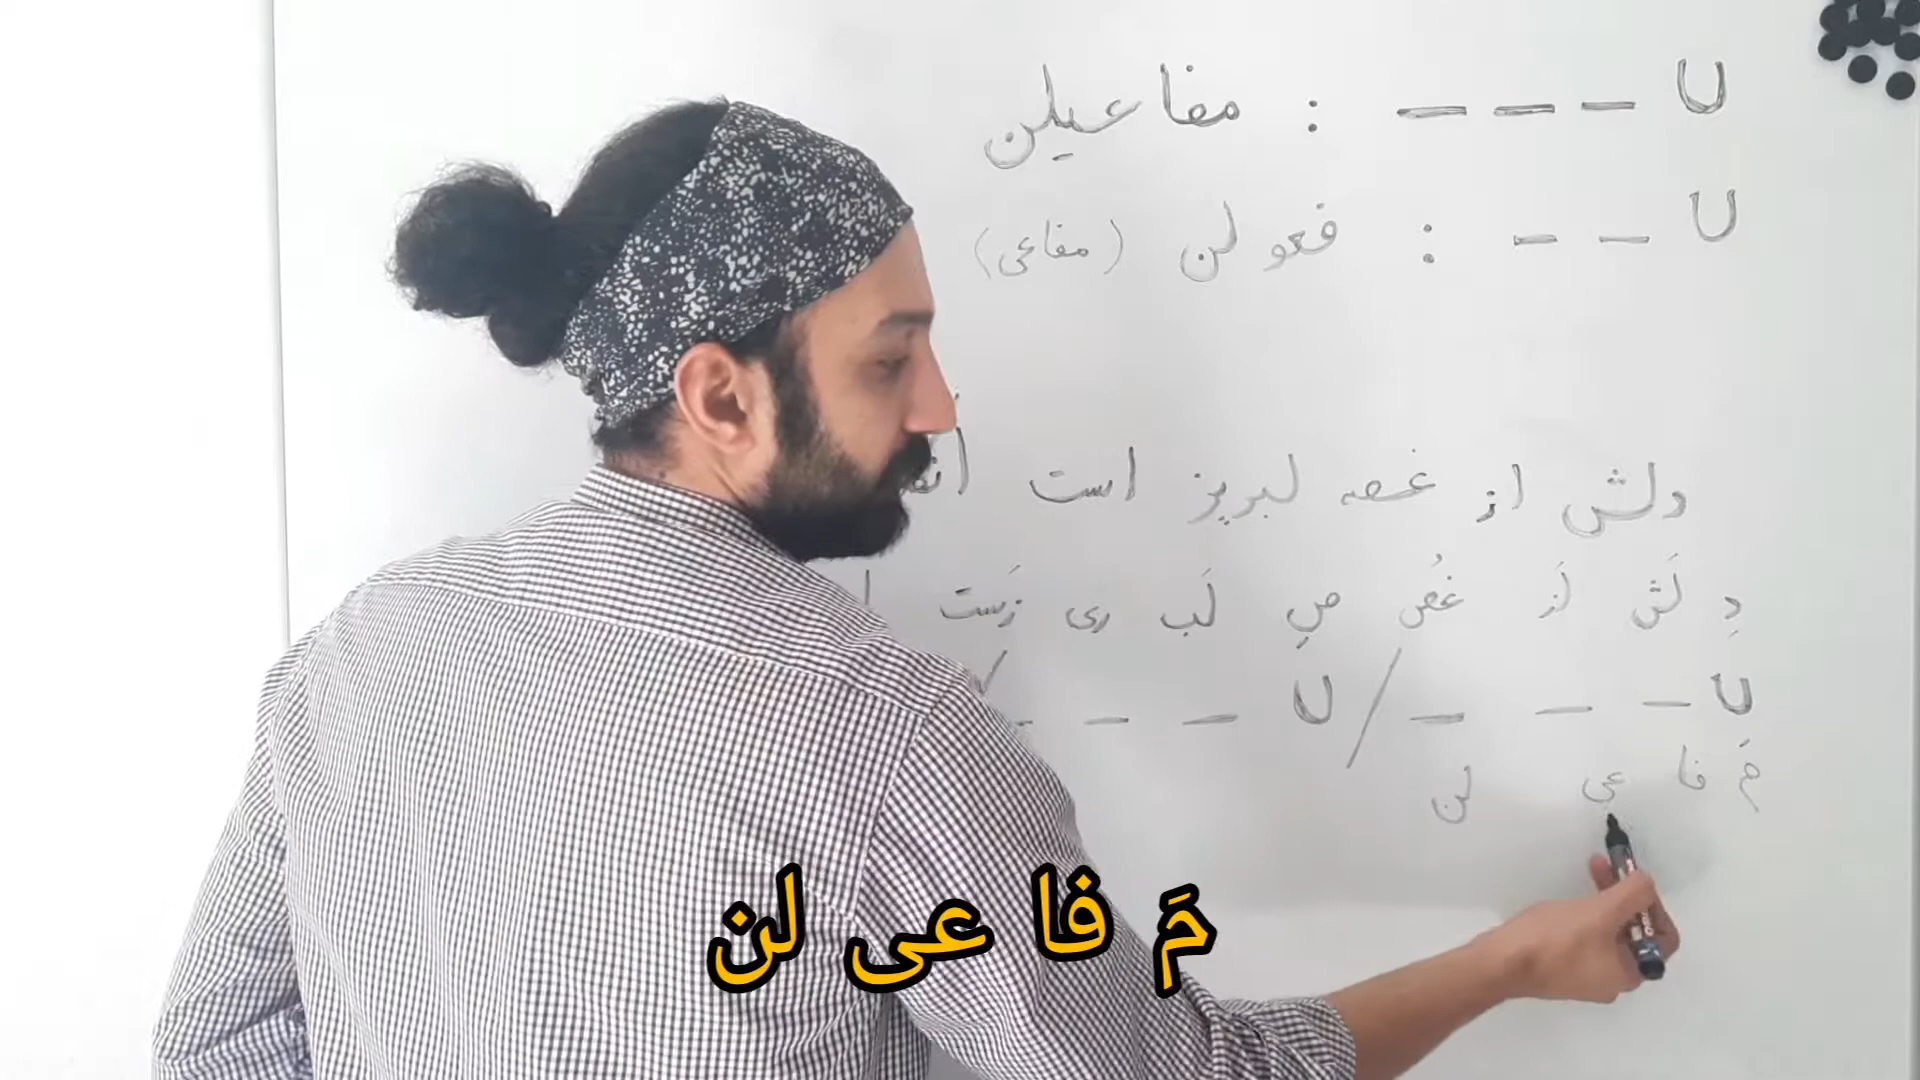 U – – – : مفاعیلن
U – – : فعولن (مفاعی)
دلش از غصه لبریز است
دِ لَش لَز غُص صِ لَب ری زَست
U – – – / U – – – /
مَ فا عی لن
مَ فا عی لن